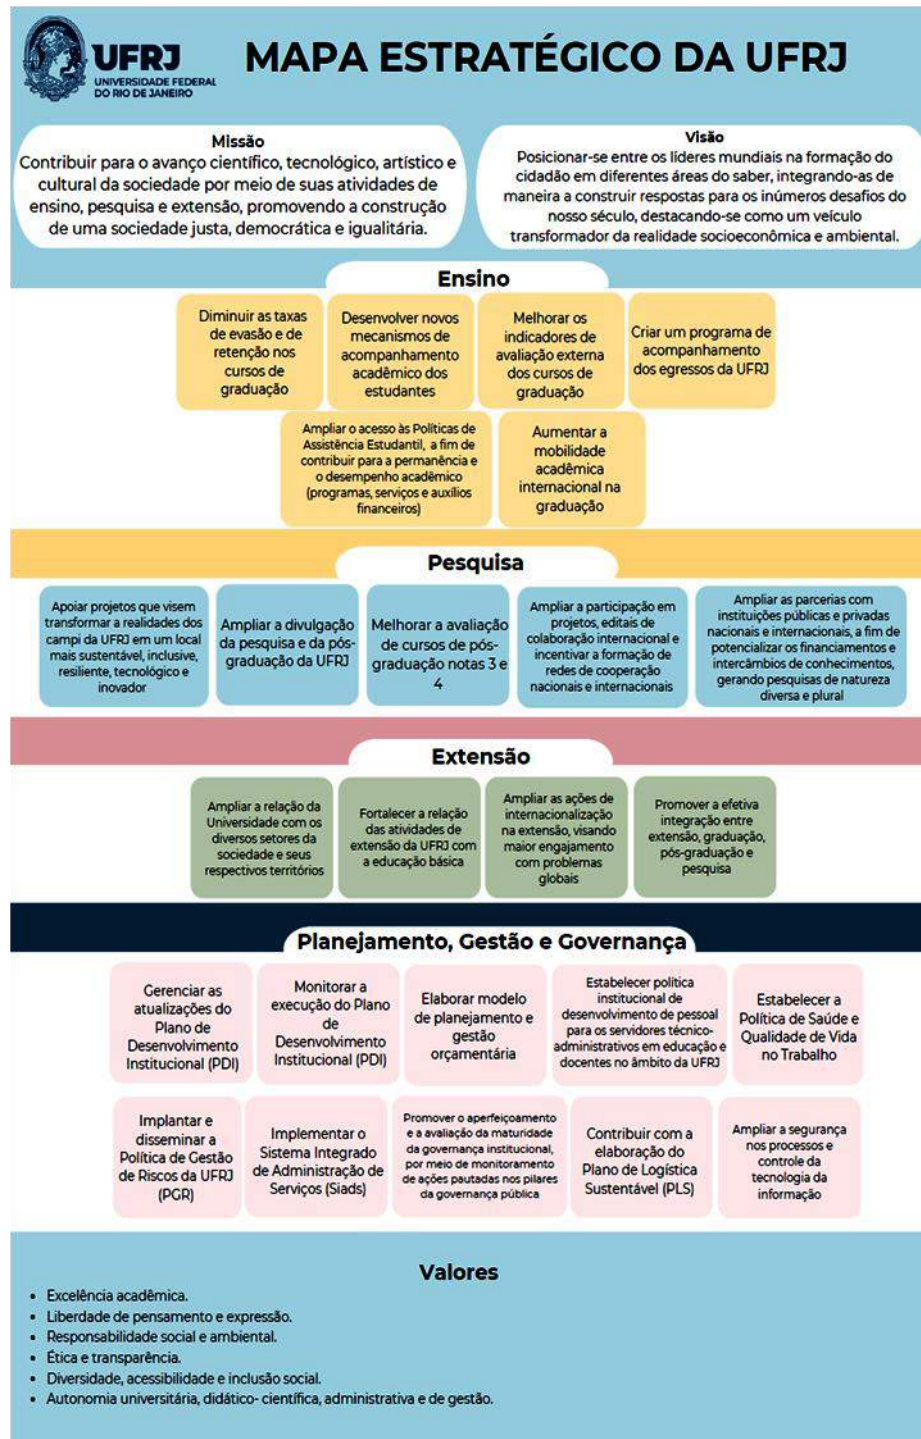 UFRJ
UNIVERSIDADE FEDERAL
DO RIO DE JANEIRO
MAPA ESTRATÉGICO DA UFRJ
Missão
Contribuir para o avanço científico, tecnológico, artístico e
cultural da sociedade por meio de suas atividades de
ensino, pesquisa e extensão, promovendo a construção
de uma sociedade justa, democrática e igualitária.
Visão
Posicionar-se entre os líderes mundiais na formação do
cidadão em diferentes áreas do saber, integrando-as de
maneira a construir respostas para os inúmeros desafios do
nosso século, destacando-se como um veículo
transformador da realidade socioeconômica e ambiental.
Ensino
Diminuir as taxas
de evasão e de
retenção nos
cursos de
graduação
Desenvolver novos
mecanismos de
acompanhamento
acadêmico dos
estudantes
Melhorar os
indicadores de
avaliação externa
dos cursos de
graduação
Criar um programa de
acompanhamento
dos egressos da UFRJ
Ampliar o acesso às Políticas de
Assistência Estudantil, a fim de
contribuir para a permanência e
o desempenho acadêmico
(programas, serviços e auxílios
financeiros)
Aumentar a
mobilidade
acadêmica
internacional na
graduação
Pesquisa
Apoiar projetos que visem
transformar a realidades dos
campi da UFRJ em um local
mais sustentável, inclusive,
resiliente, tecnológico e
inovador
Ampliar a divulgação
da pesquisa e da pós-
graduação da UFRJ
Melhorar a avaliação
de cursos de pós-
graduação notas 3 e
4
Ampliar a participação em
projetos, editais de
colaboração internacional e
incentivar a formação de
redes de cooperação
nacionais e internacionais
Ampliar as parcerias com
instituições públicas e privadas
nacionais e internacionais, a fim de
potencializar os financiamentos e
intercâmbios de conhecimentos,
gerando pesquisas de natureza
diversa e plural
Extensão
Ampliar a relação da
Universidade com os
diversos setores da
sociedade e seus
respectivos territórios
Fortalecer a relação
das atividades de
extensão da UFRJ com
a educação básica
Ampliar as ações de
internacionalização
na extensão, visando
maior engajamento
com problemas
globais
Promover a efetiva
integração entre
extensão, graduação,
pós-graduação e
pesquisa
Planejamento, Gestão e Governança
Gerenciar as
atualizações do
Plano de
Desenvolvimento
Institucional (PDI)
Monitorar a
execução do Plano
de
Desenvolvimento
Institucional (PDI)
Elaborar modelo
de planejamento e
gestão
orçamentária
Estabelecer política
institucional de
desenvolvimento de pessoal
para os servidores técnico-
administrativos em educação e
docentes no âmbito da UFRJ
Estabelecer a
Política de Saúde e
Qualidade de Vida
no Trabalho
Implantar e
disseminar a
Política de Gestão
de Riscos da UFRJ
(PGR)
Implementar o
Sistema Integrado
de Administração de
Serviços (Siads)
Promover o aperfeiçoamento
e a avaliação da maturidade
da governança institucional,
por meio de monitoramento
de ações pautadas nos pilares
da governança pública
Contribuir com a
elaboração do
Plano de Logística
Sustentável (PLS)
Ampliar a segurança
nos processos e
controle da
tecnologia da
informação
Valores
• Excelência acadêmica.
• Liberdade de pensamento e expressão.
• Responsabilidade social e ambiental.
• Ética e transparência.
• Diversidade, acessibilidade e inclusão social.
• Autonomia universitária, didático- científica, administrativa e de gestão.